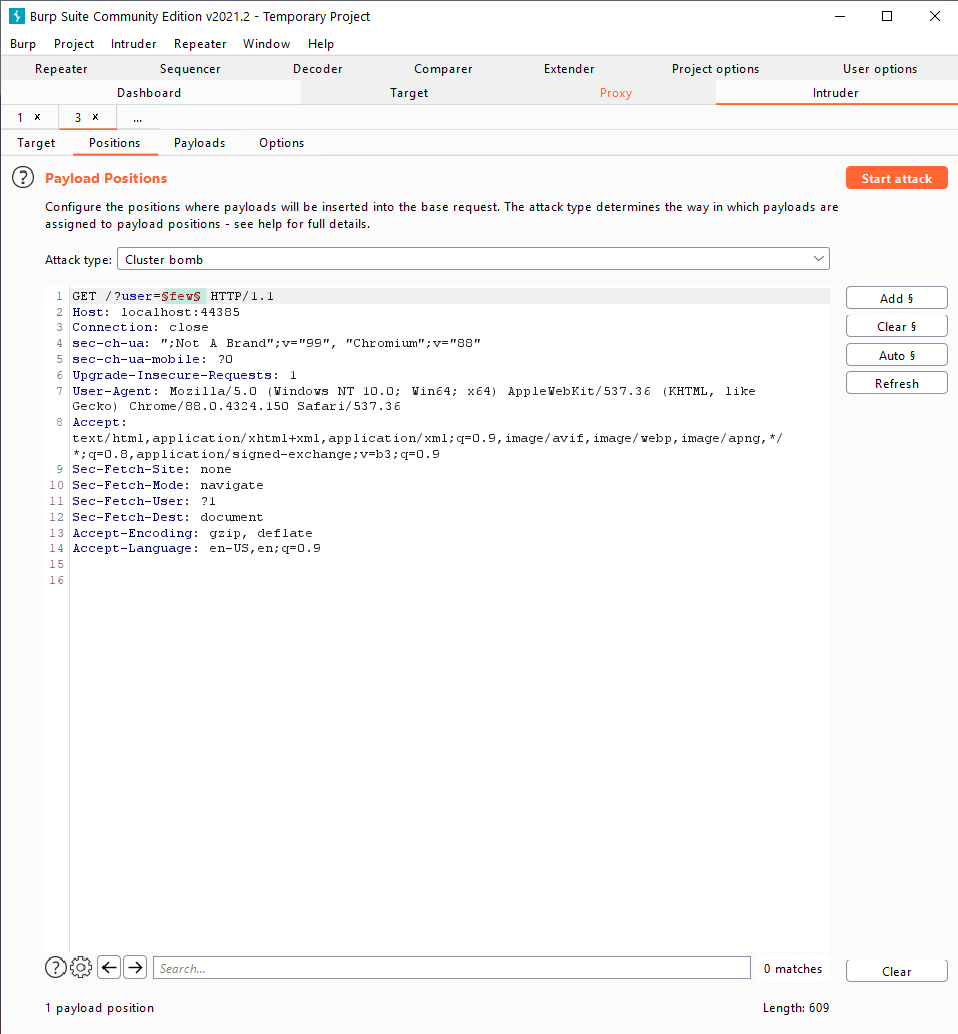 Burp Suite Community Edition v2021.2 - Temporary Project
Burp Project Intruder Repeater Window Help
Repeater Sequencer Decoder Comparer Extender Project options User options
Dashboard Target Proxy Intruder
1 x 3 x ...
Target Positions Payloads Options
? Payload Positions Start attack
Configure the positions where payloads will be inserted into the base request. The attack type determines the way in which payloads are
assigned to payload positions - see help for full details.
Attack type: Cluster bomb
1 GET /?user=§few§ HTTP/1.1 Add §
2 Host: localhost:44385
3 Connection: close Clear §
4 sec-ch-ua: ";Not A Brand";v="99", "Chromium";v="88"
5 sec-ch-ua-mobile: ?0 Auto §
6 Upgrade-Insecure-Requests: 1
7 User-Agent: Mozilla/5.0 (Windows NT 10.0; Win64; x64) AppleWebKit/537.36 (KHTML, like Refresh
Gecko) Chrome/88.0.4324.150 Safari/537.36
8 Accept:
text/html,application/xhtml+xml,application/xml;q=0.9,image/avif,image/webp,image/apng,*/
*;q=0.8,application/signed-exchange;v=b3;q=0.9
9 Sec-Fetch-Site: none
10 Sec-Fetch-Mode: navigate
11 Sec-Fetch-User: ?1
12 Sec-Fetch-Dest: document
13 Accept-Encoding: gzip, deflate
14 Accept-Language: en-US,en;q=0.9
15
16
? Search... 0 matches Clear
1 payload position Length: 609